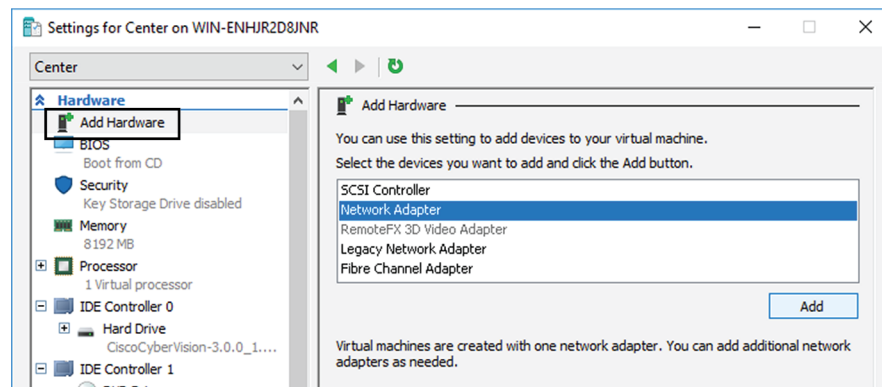 Settings for Center on WIN-ENHJR2D8JNR
Center
Hardware
Add Hardware
BIOS
Boot from CD
Security
Key Storage Drive disabled
Memory
8192 MB
Processor
1 Virtual processor
IDE Controller 0
Hard Drive
CiscoCyberVision-3.0.0_1....
IDE Controller 1
Add Hardware
You can use this setting to add devices to your virtual machine.
Select the devices you want to add and click the Add button.
SCSI Controller
Network Adapter
RemoteFX 3D Video Adapter
Legacy Network Adapter
Fibre Channel Adapter
Add
Virtual machines are created with one network adapter. You can add additional network
adapters as needed.